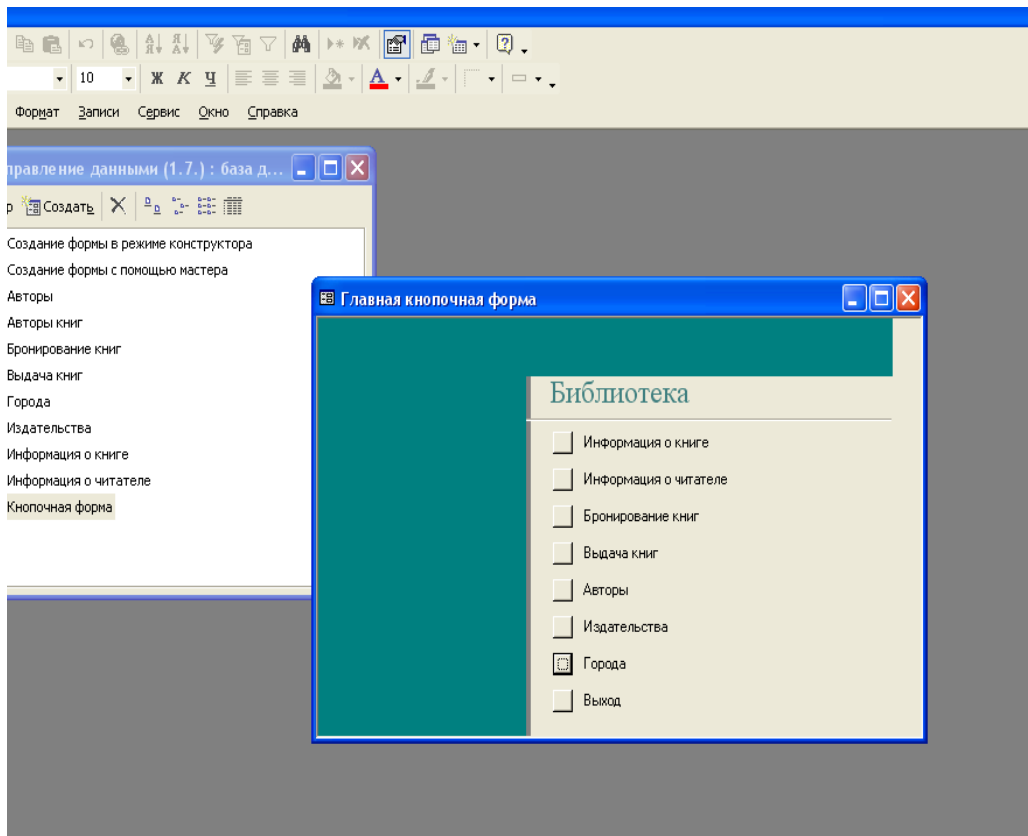 10 Ж К Ч А
Формат Записи Сервис Окно Справка
правление данными (1.7.) : база д...
р Создать
Создание формы в режиме конструктора
Создание формы с помощью мастера
Авторы
Авторы книг
Бронирование книг
Выдача книг
Города
Издательства
Информация о книге
Информация о читателе
Кнопочная форма
Главная кнопочная форма
Библиотека
Информация о книге
Информация о читателе
Бронирование книг
Выдача книг
Авторы
Издательства
Города
Выход